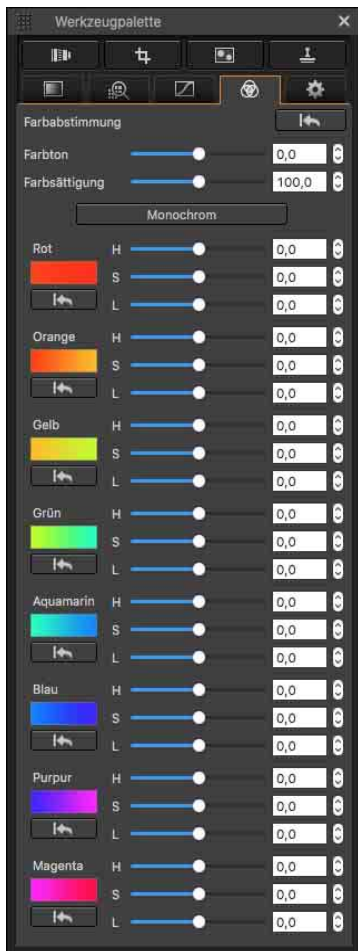 Werkzeugpalette
Farbabstimmung
Farbton 0,0
Farbsättigung 100,0
Monochrom
Rot H 0,0
S 0,0
L 0,0
Orange H 0,0
S 0,0
L 0,0
Gelb H 0,0
S 0,0
L 0,0
Grün H 0,0
S 0,0
L 0,0
Aquamarin H 0,0
S 0,0
L 0,0
Blau H 0,0
S 0,0
L 0,0
Purpur H 0,0
S 0,0
L 0,0
Magenta H 0,0
S 0,0
L 0,0